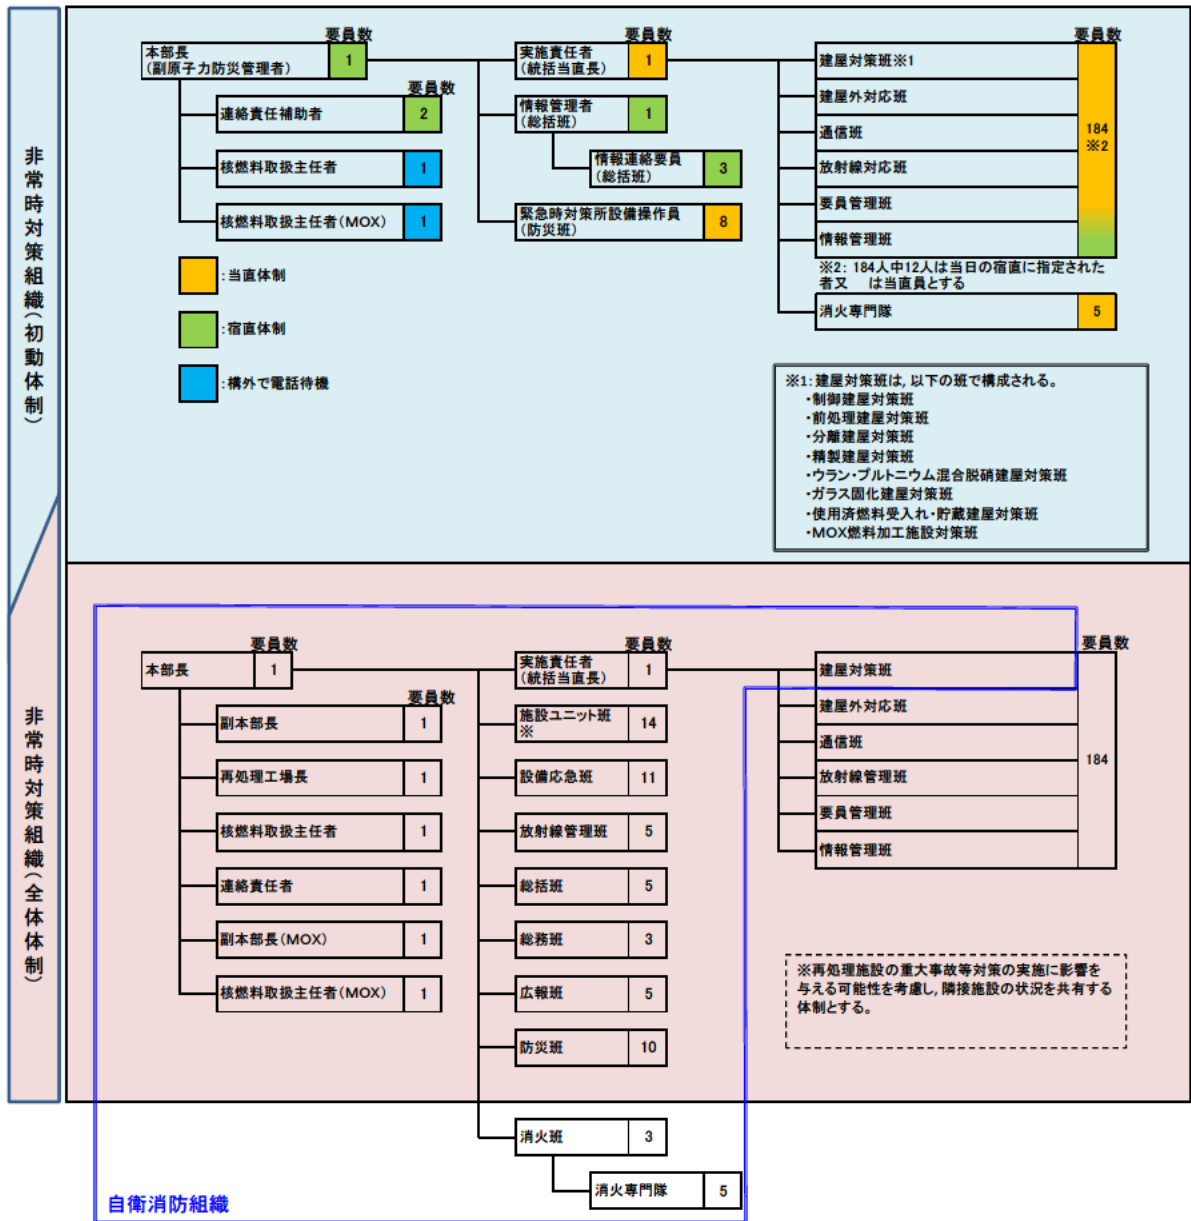 非常時対策組織(初動体制)
要員数
本部長
(副原子力防災管理者)
1
要員数
連絡責任補助者
2
核燃料取扱主任者
1
核燃料取扱主任者(MOX)
1
:当直体制
:宿直体制
:構外で電話待機
要員数
実施責任者
(統括当直長)
1
情報管理者
(総括班)
1
情報連絡要員
(総括班)
3
緊急時対策所設備操作員
(防災班)
8
要員数
建屋対策班※1
建屋外対応班
通信班
放射線対応班
要員管理班
情報管理班
184
※2
※2: 184人中12人は当日の宿直に指定された
者又 は当直員とする
消火専門隊
5
※1:建屋対策班は,以下の班で構成される。
・制御建屋対策班
・前処理建屋対策班
・分離建屋対策班
・精製建屋対策班
・ウラン・プルトニウム混合脱硝建屋対策班
・ガラス固化建屋対策班
・使用済燃料受入れ・貯蔵建屋対策班
・MOX燃料加工施設対策班
非常時対策組織(全体体制)
要員数
本部長
1
要員数
副本部長
1
再処理工場長
1
核燃料取扱主任者
1
連絡責任者
1
副本部長(MOX)
1
核燃料取扱主任者(MOX)
1
要員数
実施責任者
(統括当直長)
1
施設ユニット班
※
14
設備応急班
11
放射線管理班
5
総括班
5
総務班
3
広報班
5
防災班
10
消火班
3
消火専門隊
5
要員数
建屋対策班
建屋外対応班
通信班
放射線管理班
要員管理班
情報管理班
184
※再処理施設の重大事故等対策の実施に影響を
与える可能性を考慮し,隣接施設の状況を共有する
体制とする。
自衛消防組織